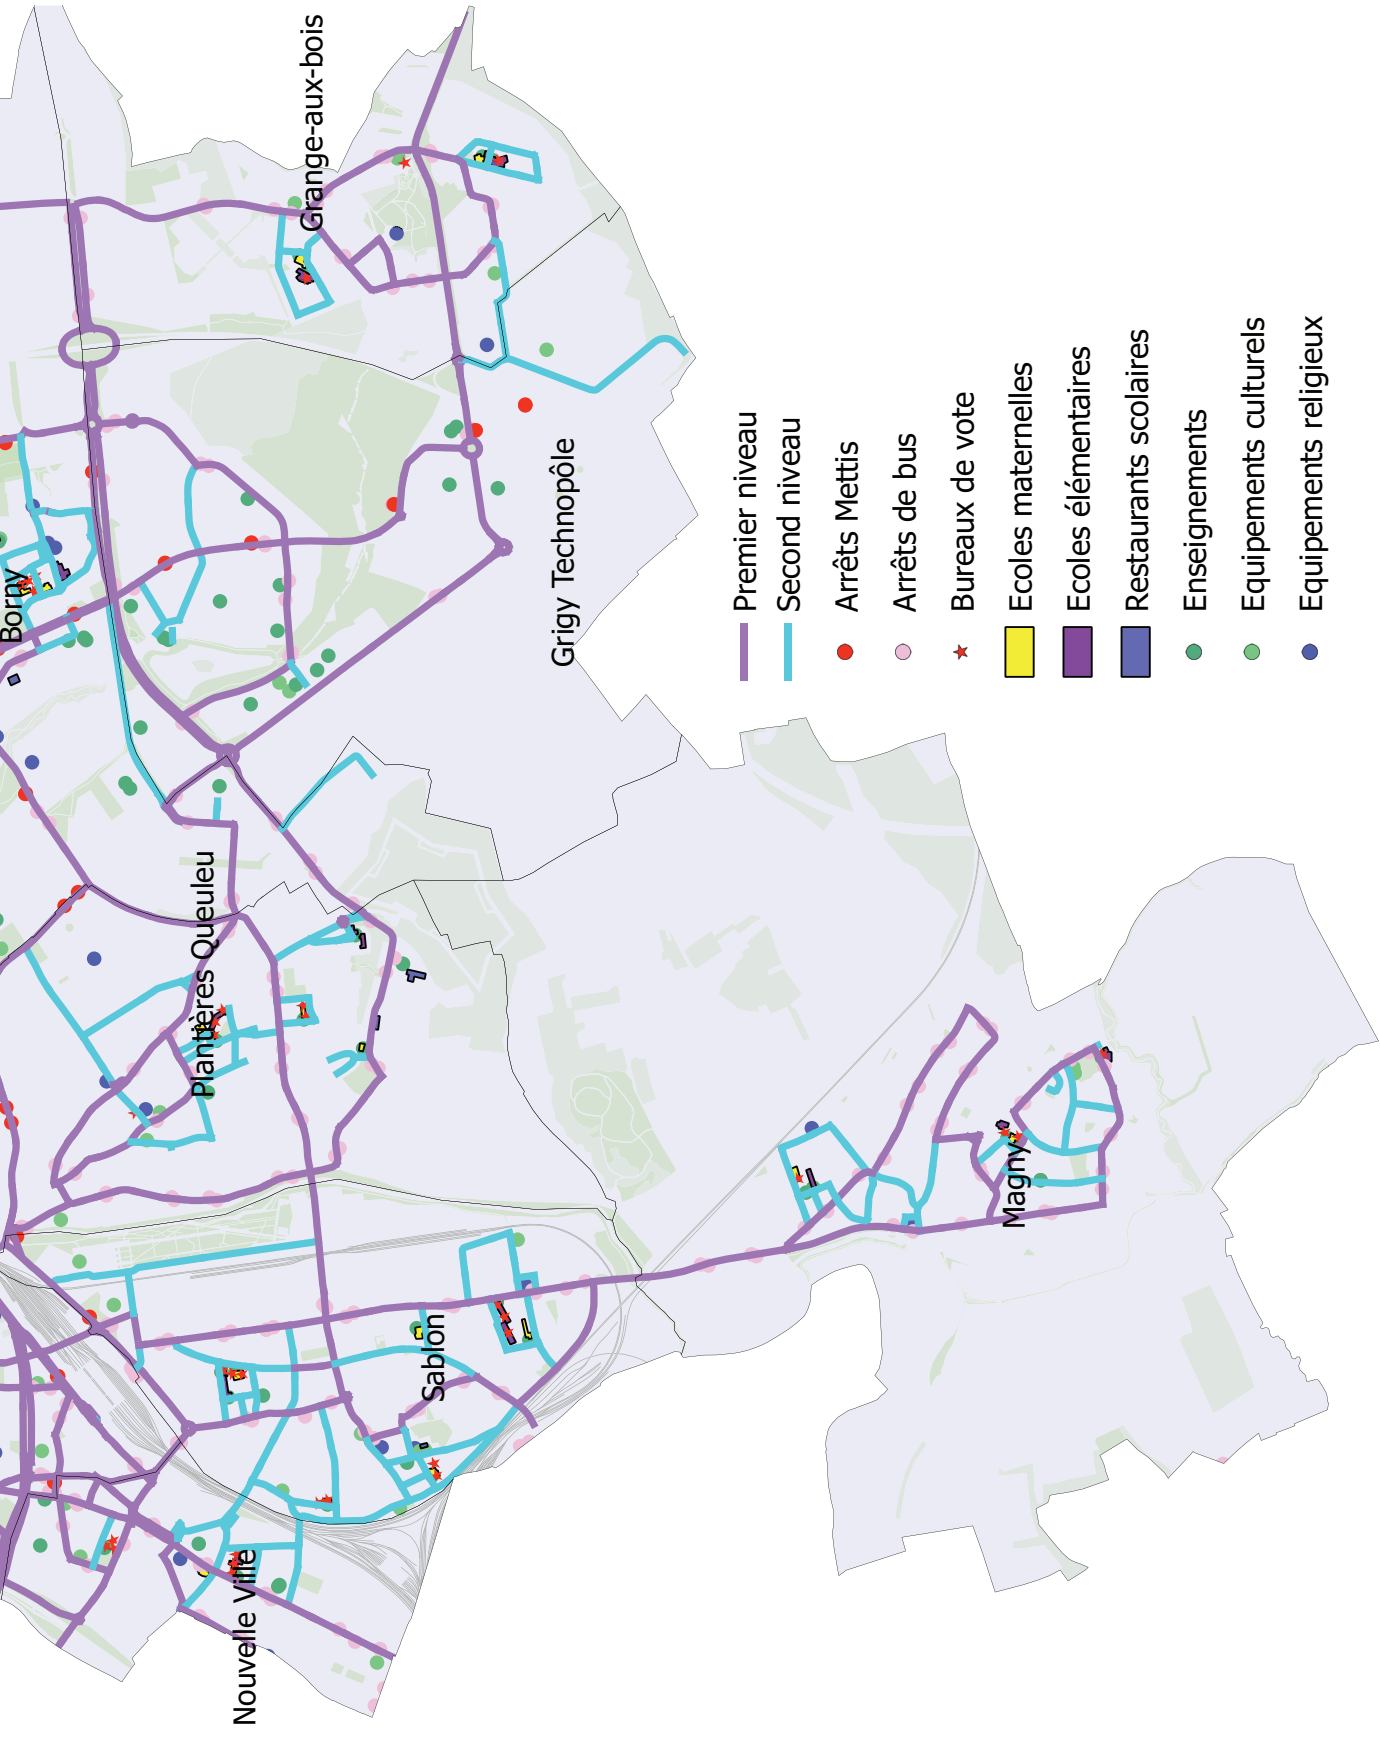 Grange-aux-bois
Borny
Grigy Technopôle
Plantières Queuleu
Magny
Sablon
Nouvelle Ville
Premier niveau
Second niveau
Arrêts Mettis
Arrêts de bus
Bureaux de vote
Ecoles maternelles
Ecoles élémentaires
Restaurants scolaires
Enseignements
Equipements culturels
Equipements religieux